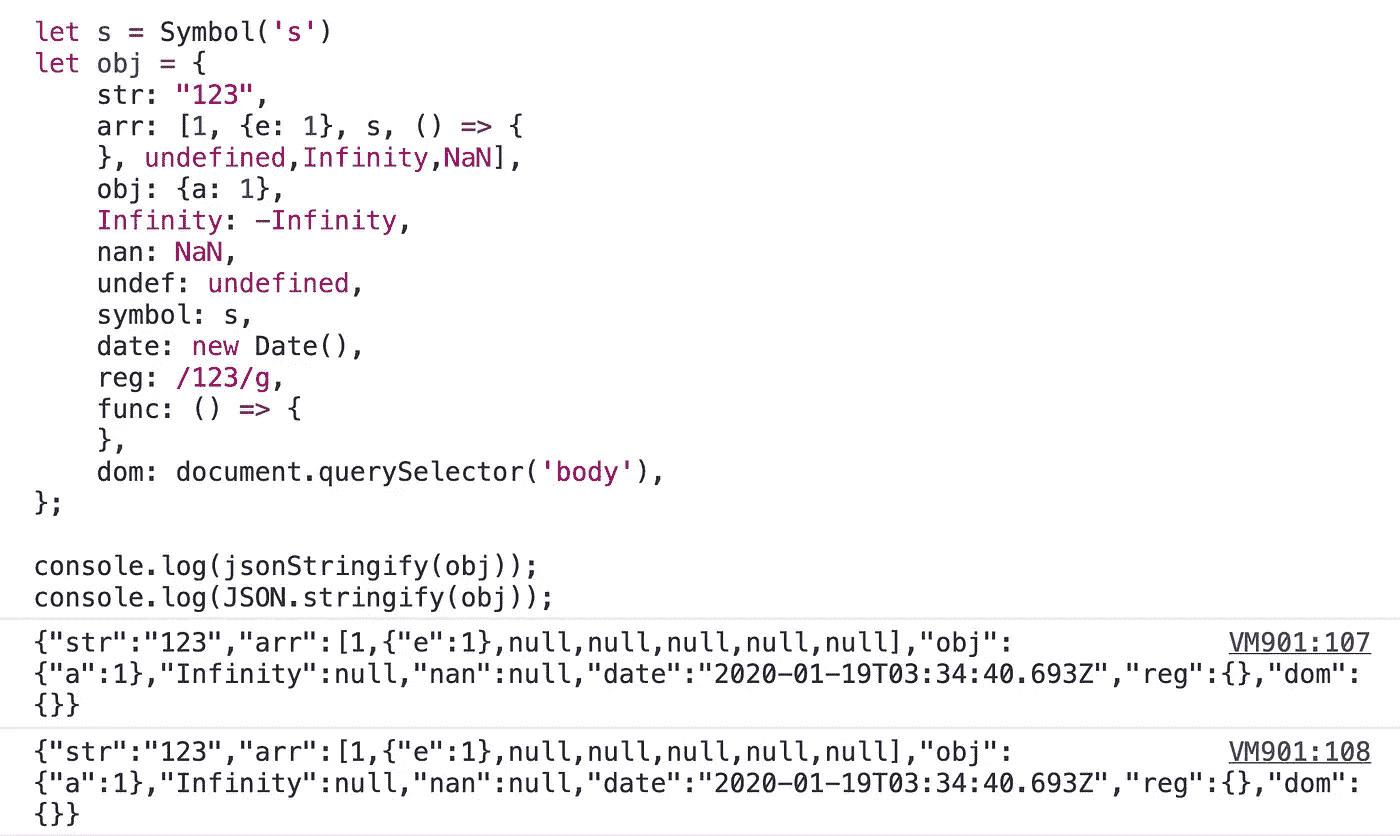 let s = Symbol('s')
let obj = {
    str: "123",
    arr: [1, {e: 1}, s, () => {
    }, undefined,Infinity,NaN],
    obj: {a: 1},
    Infinity: -Infinity,
    nan: NaN,
    undef: undefined,
    symbol: s,
    date: new Date(),
    reg: /123/g,
    func: () => {
    },
    dom: document.querySelector('body'),
};

console.log(jsonStringify(obj));
console.log(JSON.stringify(obj));
{"str":"123","arr":[1,{"e":1},null,null,null,null,null],"obj": VM901:107
{"a":1},"Infinity":null,"nan":null,"date":"2020-01-19T03:34:40.693Z","reg":{},"dom":
{}}
{"str":"123","arr":[1,{"e":1},null,null,null,null,null],"obj": VM901:108
{"a":1},"Infinity":null,"nan":null,"date":"2020-01-19T03:34:40.693Z","reg":{},"dom":
{}}